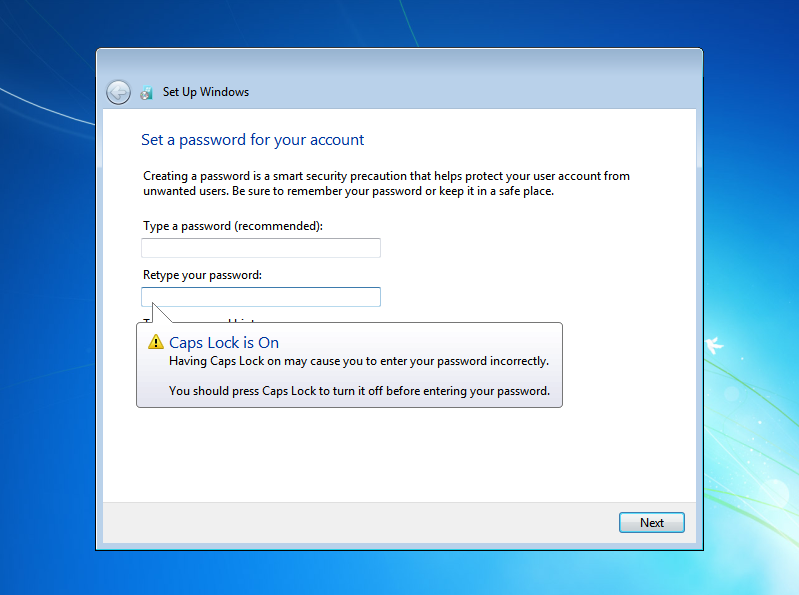 Set Up Windows
Set a password for your account
Creating a password is a smart security precaution that helps protect your user account from
unwanted users. Be sure to remember your password or keep it in a safe place.
Type a password (recommended):
Retype your password:
Caps Lock is On
Having Caps Lock on may cause you to enter your password incorrectly.
You should press Caps Lock to turn it off before entering your password.
Next